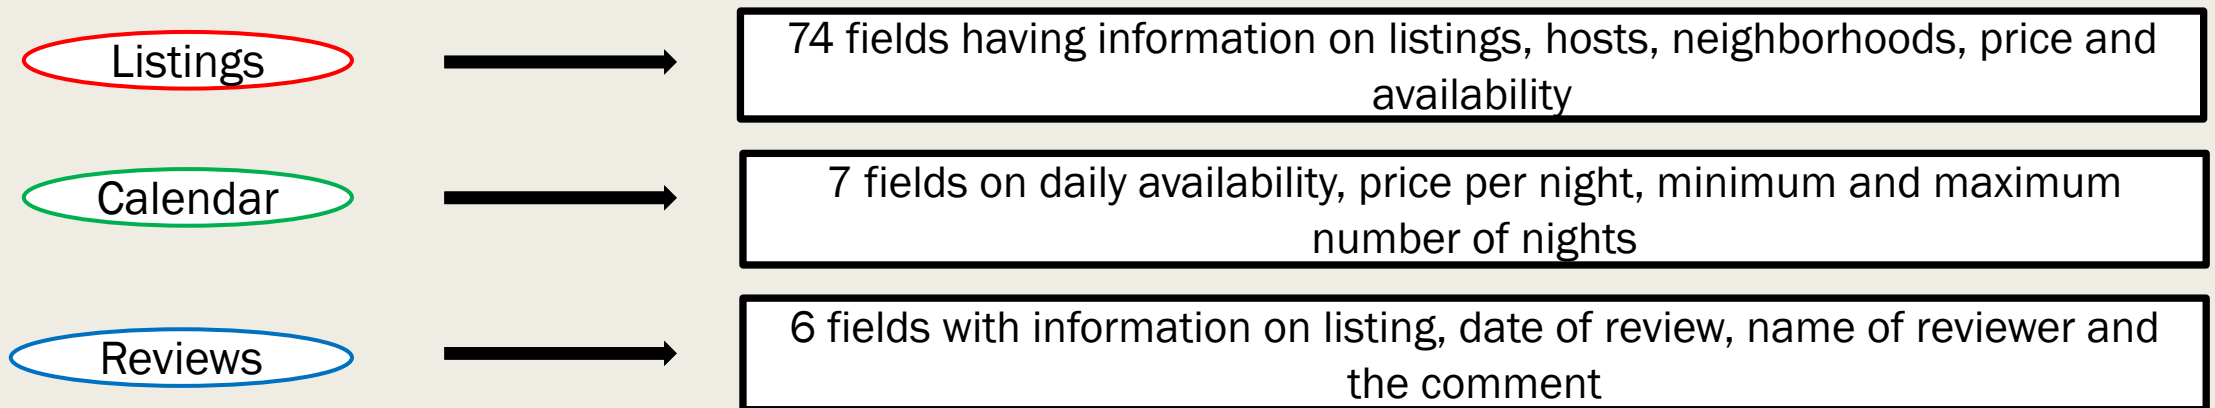 Listings
74 fields having information on listings, hosts, neighborhoods, price and
availability
Calendar
7 fields on daily availability, price per night, minimum and maximum
number of nights
Reviews
6 fields with information on listing, date of review, name of reviewer and
the comment